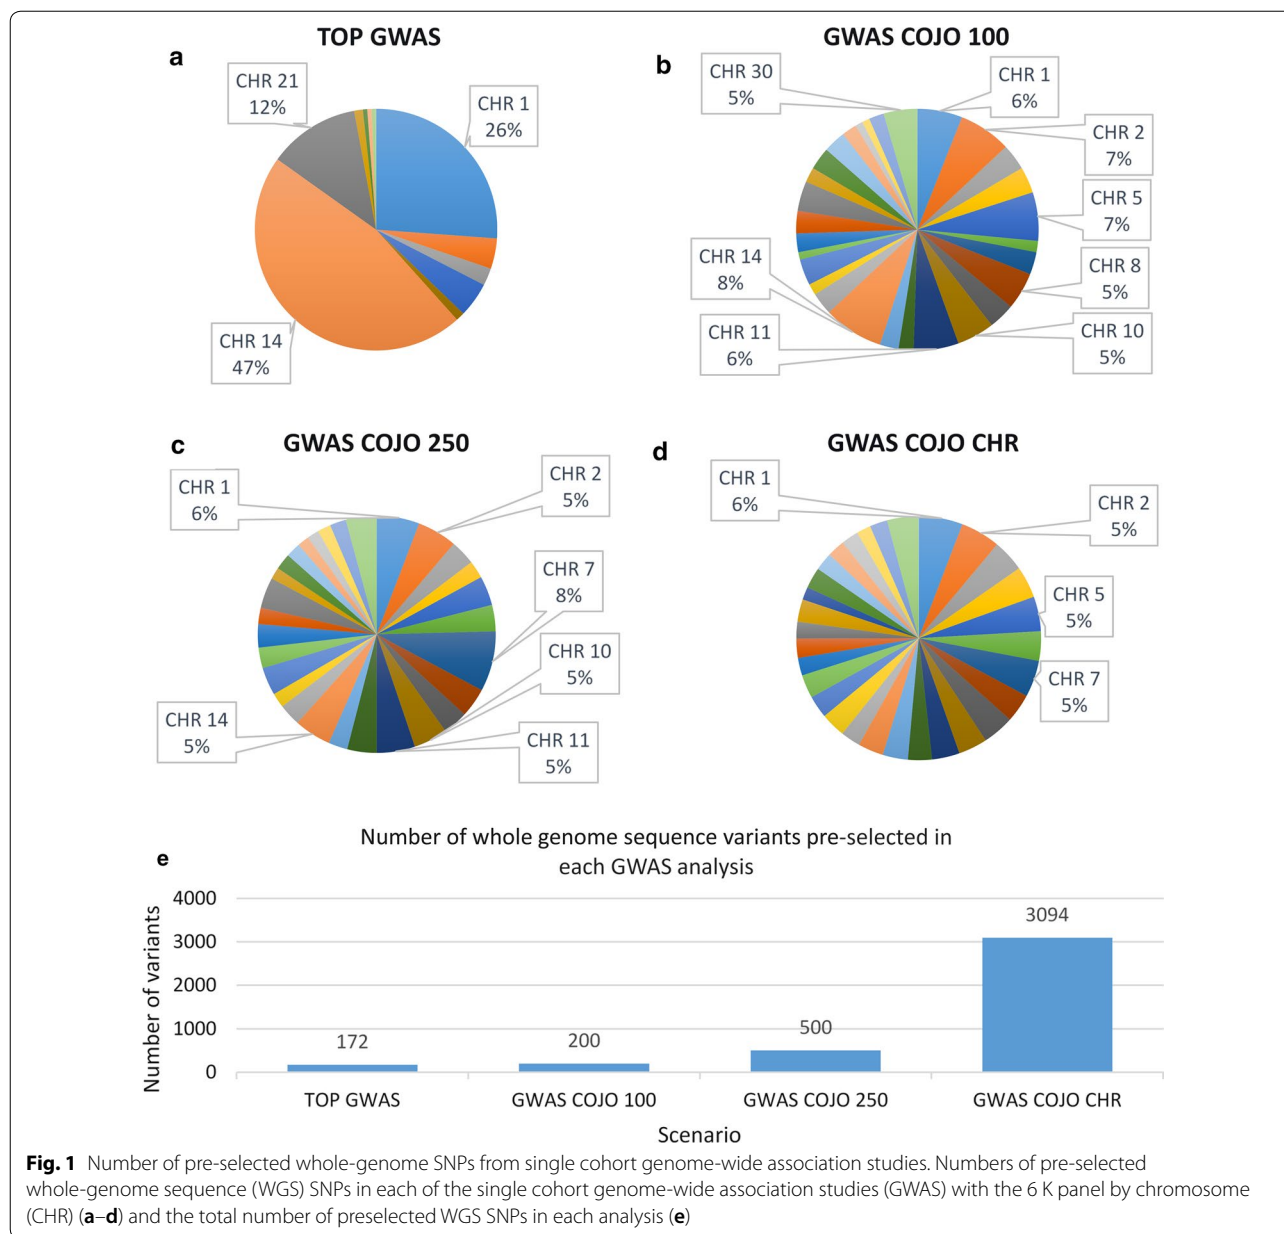 TOP GWAS
a
CHR 21
12%
CHR 1
26%
CHR 14
47%
GWAS COJO 100
b
CHR 30
5%
CHR 1
6%
CHR 2
7%
CHR 5
7%
CHR 8
5%
CHR 10
5%
CHR 11
6%
CHR 14
8%
GWAS COJO 250
c
CHR 1
6%
CHR 2
5%
CHR 7
8%
CHR 10
5%
CHR 11
5%
CHR 14
5%
GWAS COJO CHR
d
CHR 1
6%
CHR 2
5%
CHR 5
5%
CHR 7
5%
Number of whole genome sequence variants pre-selected in
each GWAS analysis
e
Number of variants
4000
3000
2000
1000
0
172
200
500
3094
TOP GWAS
GWAS COJO 100
GWAS COJO 250
GWAS COJO CHR
Scenario
Fig. 1 Number of pre-selected whole-genome SNPs from single cohort genome-wide association studies. Numbers of pre-selected
whole-genome sequence (WGS) SNPs in each of the single cohort genome-wide association studies (GWAS) with the 6 K panel by chromosome
(CHR) (a–d) and the total number of preselected WGS SNPs in each analysis (e)